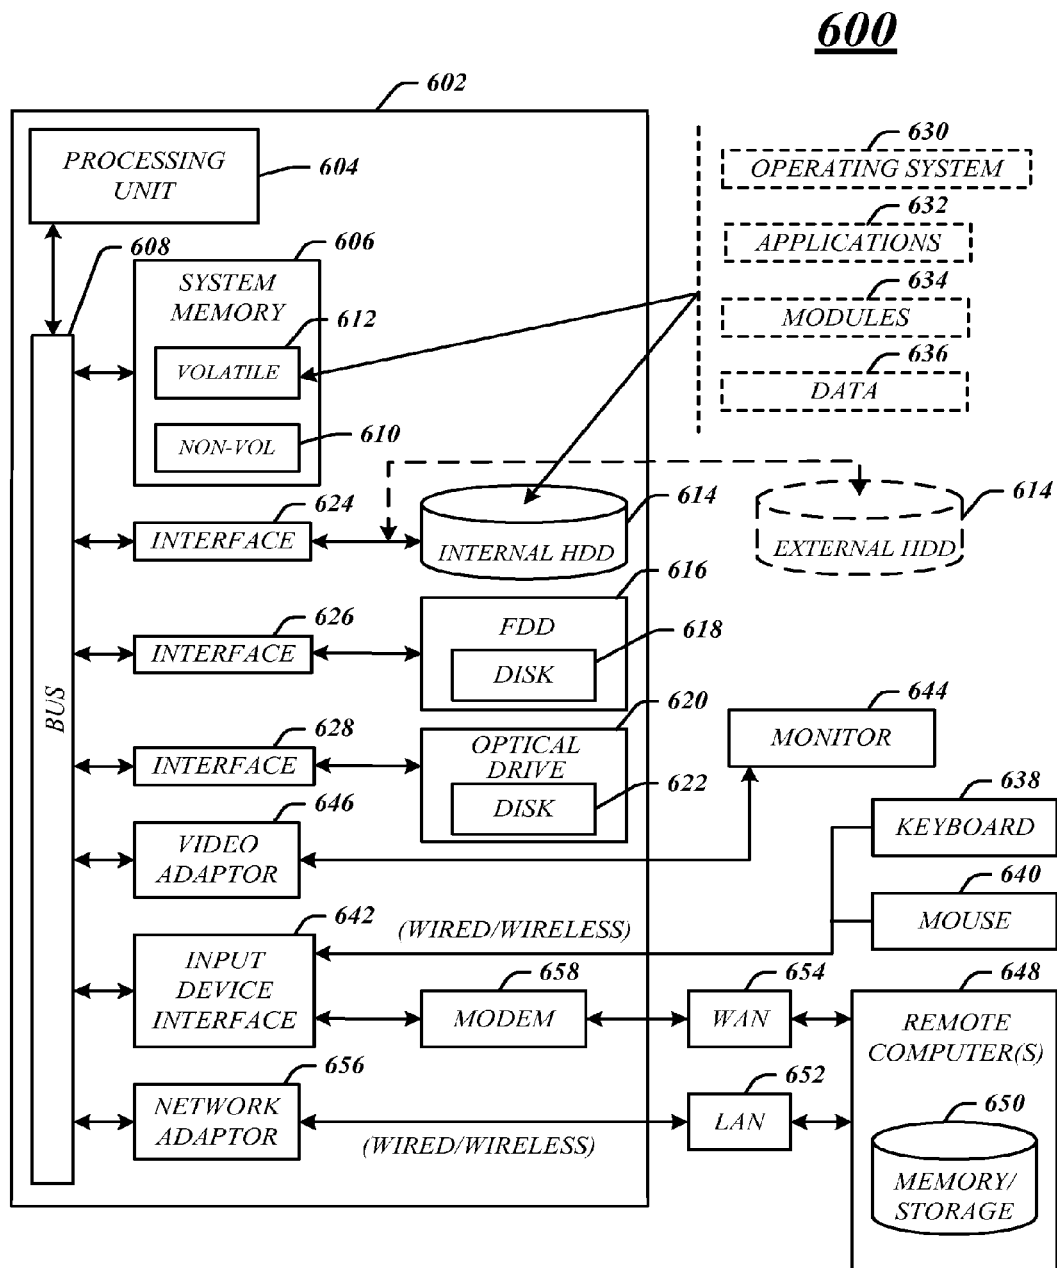 600
602
PROCESSING
UNIT
604
608
606
SYSTEM
MEMORY
612
VOLATILE
610
NON-VOL
630
OPERATING SYSTEM
632
APPLICATIONS
634
MODULES
636
DATA
624
INTERFACE
614
INTERNAL HDD
614
EXTERNAL HDD
616
FDD
618
DISK
626
INTERFACE
BUS
620
OPTICAL
DRIVE
622
DISK
628
INTERFACE
644
MONITOR
646
VIDEO
ADAPTOR
638
KEYBOARD
640
MOUSE
642
INPUT
DEVICE
INTERFACE
(WIRED/WIRELESS)
658
MODEM
654
WAN
648
REMOTE
COMPUTER(S)
656
NETWORK
ADAPTOR
(WIRED/WIRELESS)
652
LAN
650
MEMORY/
STORAGE